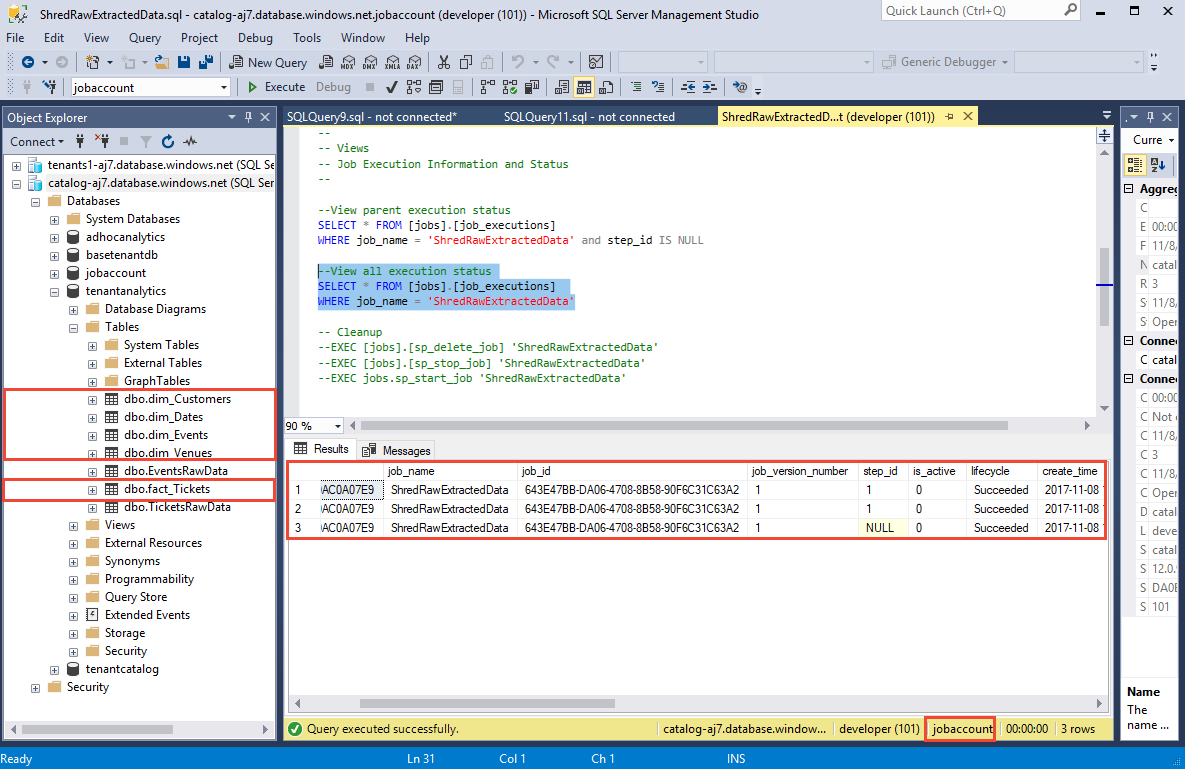 ShredRawExtractedData.sql - catalog-aj7.database.windows.net.jobaccount (developer (101)) - Microsoft SQL Server Management Studio
Quick Launch (Ctrl+Q)
File Edit View Query Project Debug Tools Window Help
New Query MDX DMX XMLA DAX Generic Debugger
jobaccount Execute Debug
Object Explorer
Connect
tenants1-aj7.database.windows.net (SQL Se
catalog-aj7.database.windows.net (SQL Ser
Databases
System Databases
adhocanalytics
basetenantdb
jobaccount
tenantanalytics
Database Diagrams
Tables
System Tables
External Tables
GraphTables
dbo.dim_Customers
dbo.dim_Dates
dbo.dim_Events
dbo.dim_Venues
dbo.EventsRawData
dbo.fact_Tickets
dbo.TicketsRawData
Views
External Resources
Synonyms
Programmability
Query Store
Extended Events
Storage
Security
tenantcatalog
Security
SQLQuery9.sql - not connected* SQLQuery11.sql - not connected ShredRawExtractedD...t (developer (101))
--
-- Views
-- Job Execution Information and Status
--
--View parent execution status
SELECT * FROM [jobs].[job_executions]
WHERE job_name = 'ShredRawExtractedData' and step_id IS NULL
--View all execution status
SELECT * FROM [jobs].[job_executions]
WHERE job_name = 'ShredRawExtractedData'
-- Cleanup
--EXEC [jobs].[sp_delete_job] 'ShredRawExtractedData'
--EXEC [jobs].[sp_stop_job] 'ShredRawExtractedData'
--EXEC jobs.sp_start_job 'ShredRawExtractedData'
90 %
Results Messages
job_name job_id job_version_number step_id is_active lifecycle create_time
1 AC0A07E9 ShredRawExtractedData 643E47BB-DA06-4708-8B58-90F6C31C63A2 1 1 0 Succeeded 2017-11-08
2 AC0A07E9 ShredRawExtractedData 643E47BB-DA06-4708-8B58-90F6C31C63A2 1 1 0 Succeeded 2017-11-08
3 AC0A07E9 ShredRawExtractedData 643E47BB-DA06-4708-8B58-90F6C31C63A2 1 NULL 0 Succeeded 2017-11-08
Query executed successfully. catalog-aj7.database.window... developer (101) jobaccount 00:00:00 3 rows
Curre
Aggreg
C
E 00:00
F 11/8/
N catal
R 3
S 11/8/
S Oper
Connec
C catal
Connec
C 00:00
C Not c
C 11/8/
C 3
C 11/8/
C Oper
D catal
L deve
S catal
S 12.0.9
S DA0E
S 101
Name
The
name ...
Ready Ln 31 Col 1 Ch 1 INS